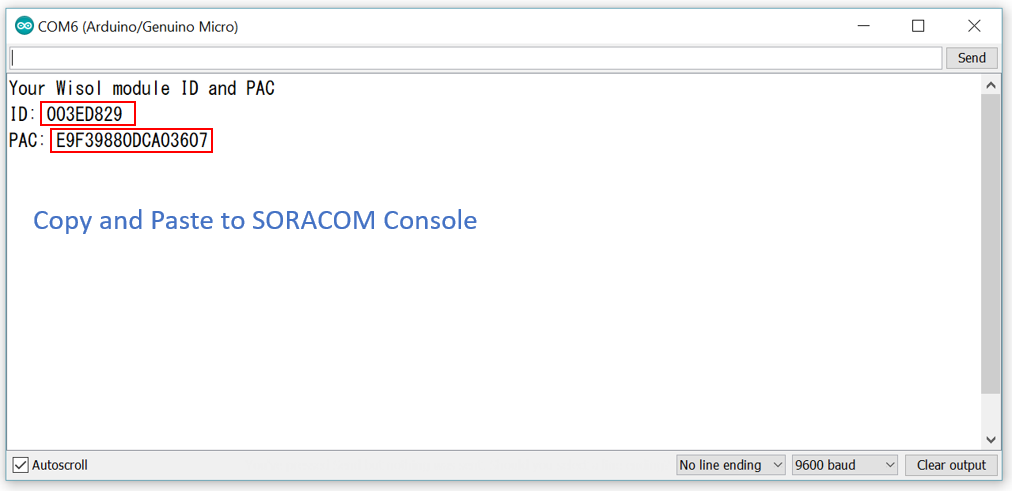 COM6 (Arduino/Genuino Micro)
Send
Your Wisol module ID and PAC
ID: 003ED829
PAC: E9F39880DCA03607
Copy and Paste to SORACOM Console
Autoscroll
No line ending
9600 baud
Clear output